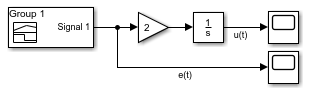 Group 1
Signal 1
2
1
s
u(t)
e(t)